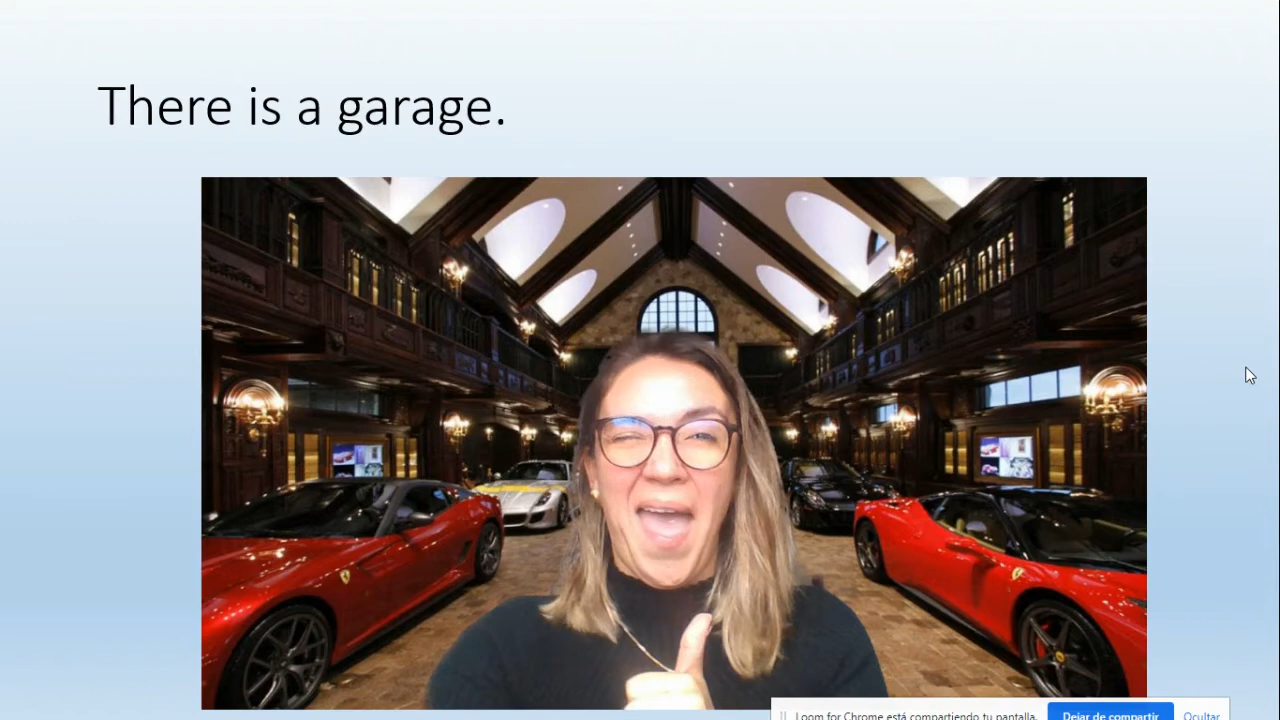 There is a garage.
Loom for Chrome está compartiendo tu pantalla.
Dejar de compartir
Ocultar